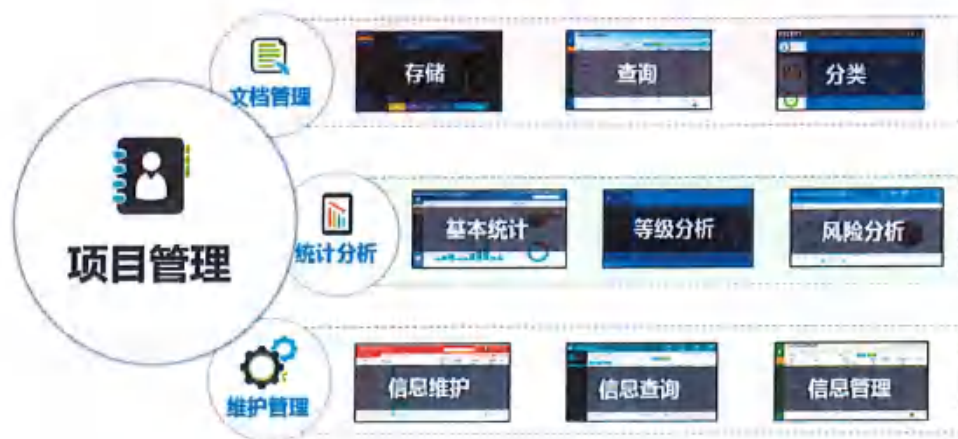 文档管理
存储
查询
分类
项目管理
统计分析
基本统计
等级分析
风险分析
维护管理
信息维护
信息查询
信息管理